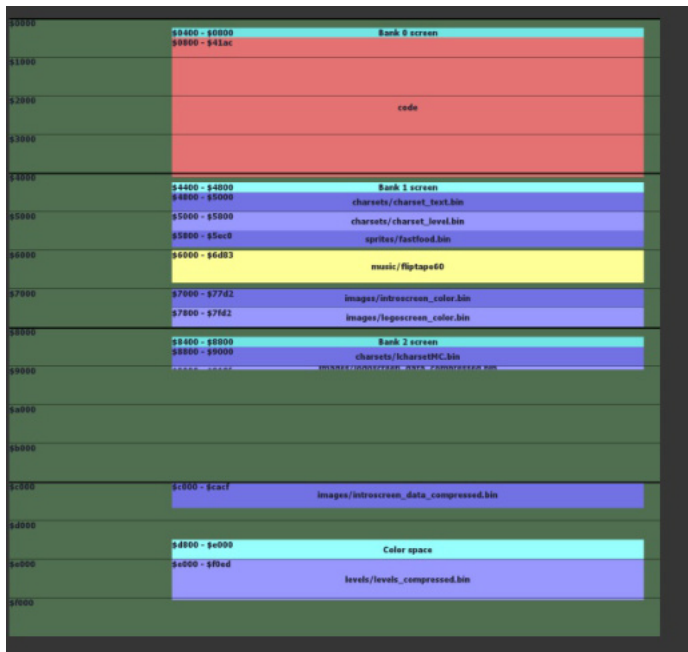 $0000
$0400 - $0800 Bank 0 screen
$0800 - $41ac
$1000
$2000
code
$3000
$4000
$4400 - $4800 Bank 1 screen
$4800 - $5000 charsets/charset_text.bin
$5000 $5000 - $5800 charsets/charset_level.bin
$5800 - $5ec0 sprites/fastfood.bin
$6000 $6000 - $6d83
music/fliptape60
$7000 $7000 - $77d2 images/introscreen_color.bin
$7800 - $7fd2 images/logoscreen_color.bin
$8000
$8400 - $8800 Bank 2 screen
$8800 - $9000 charsets/lcharsetMC.bin
$9000 images/logoscreen_data_compressed.bin
$a000
$b000
$c000 $c000 - $cacf images/introscreen_data_compressed.bin
$d000
$d800 - $e000 Color space
$e000 $e000 - $f0ed
levels/levels_compressed.bin
$f000